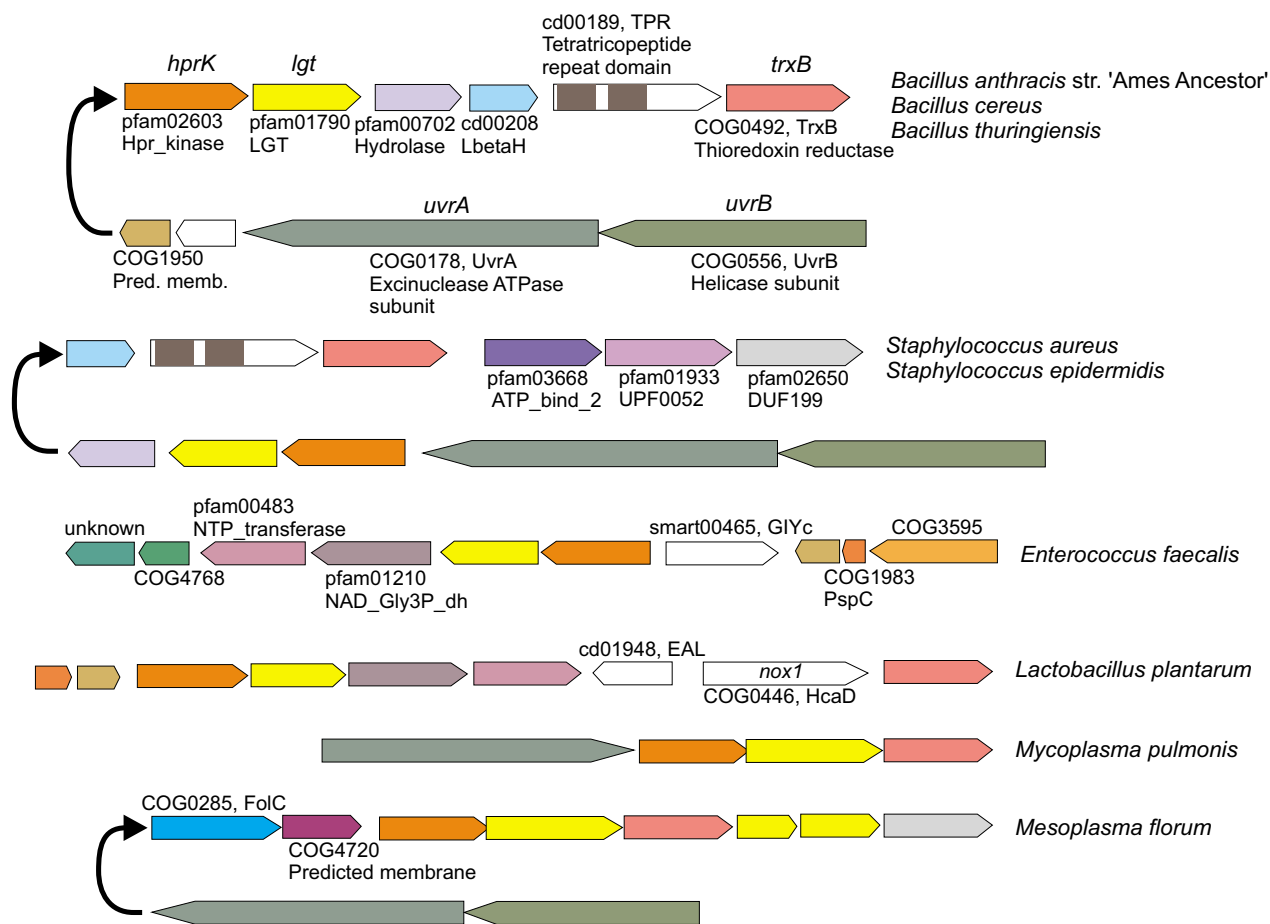 cd00189, TPR
Tetratricopeptide
repeat domain
hprK
lgt
trxB
Bacillus anthracis str. 'Ames Ancestor'
Bacillus cereus
Bacillus thuringiensis
pfam02603
Hpr_kinase
pfam01790
LGT
pfam00702
Hydrolase
cd00208
LbetaH
COG0492, TrxB
Thioredoxin reductase
uvrA
uvrB
COG1950
Pred. memb.
COG0178, UvrA
Excinuclease ATPase
subunit
COG0556, UvrB
Helicase subunit
Staphylococcus aureus
Staphylococcus epidermidis
pfam03668
ATP_bind_2
pfam01933
UPF0052
pfam02650
DUF199
unknown
pfam00483
NTP_transferase
smart00465, GIYc
COG3595
Enterococcus faecalis
COG4768
pfam01210
NAD_Gly3P_dh
COG1983
PspC
cd01948, EAL
nox1
COG0446, HcaD
Lactobacillus plantarum
Mycoplasma pulmonis
COG0285, FolC
Mesoplasma florum
COG4720
Predicted membrane